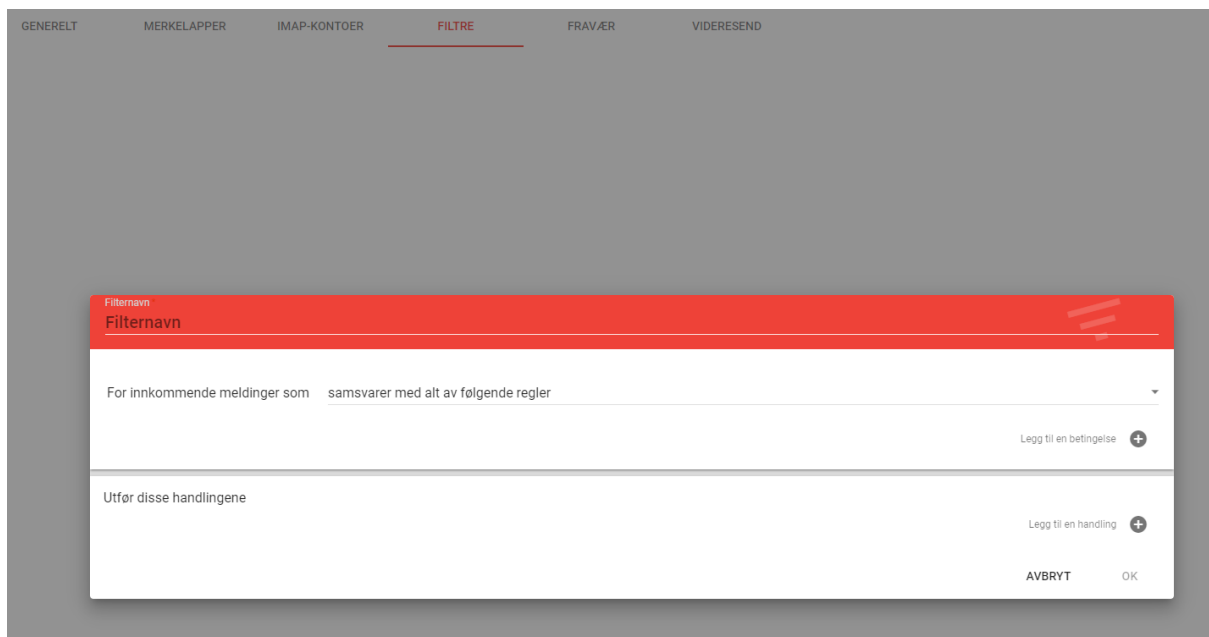 GENERELT MERKELAPPER IMAP-KONTOER FILTRE FRAVÆR VIDERESEND
Filternavn
Filternavn
For innkommende meldinger som samsvarer med alt av følgende regler
Legg til en betingelse
Utfør disse handlingene
Legg til en handling
AVBRYT OK